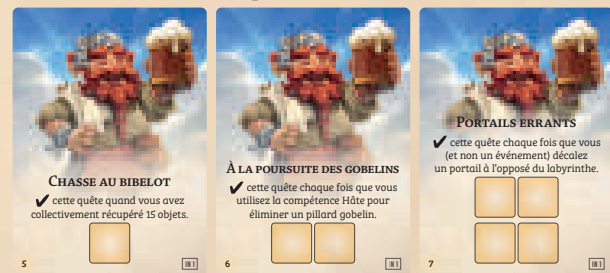 CHASSE AU BIBELOT
✔ cette quête quand vous avez
collectivement récupéré 15 objets.
5
À LA POURSUITE DES GOBELINS
✔ cette quête chaque fois que vous
utilisez la compétence Hâte pour
éliminer un pillard gobelin.
6
PORTAILS ERRANTS
✔ cette quête chaque fois que vous
(et non un événement) décalez
un portail à l'opposé du labyrinthe.
7